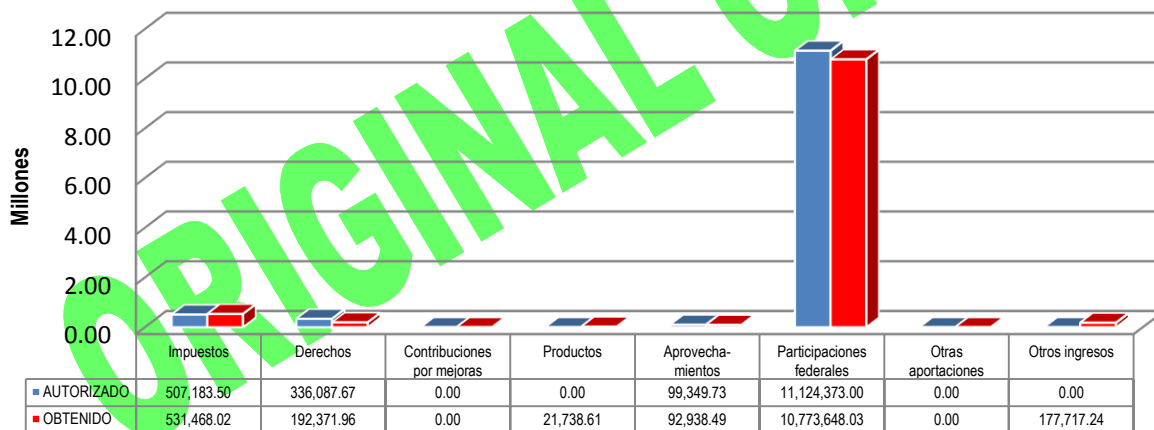 ORIGINAL
12.00
10.00
8.00
6.00
4.00
2.00
0.00
Millones
Impuestos Derechos Contribuciones por mejoras Productos Aprovecha-mientos Participaciones federales Otras aportaciones Otros ingresos
AUTORIZADO 507,183.50 336,087.67 0.00 0.00 99,349.73 11,124,373.00 0.00 0.00
OBTENIDO 531,468.02 192,371.96 0.00 21,738.61 92,938.49 10,773,648.03 0.00 177,717.24